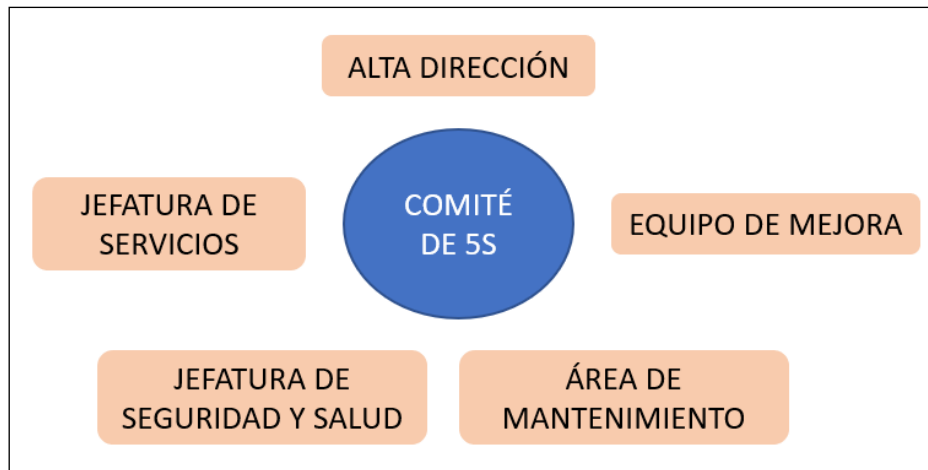 ALTA DIRECCIÓN
JEFATURA DE
SERVICIOS
COMITÉ
DE 5S
EQUIPO DE MEJORA
JEFATURA DE
SEGURIDAD Y SALUD
ÁREA DE
MANTENIMIENTO